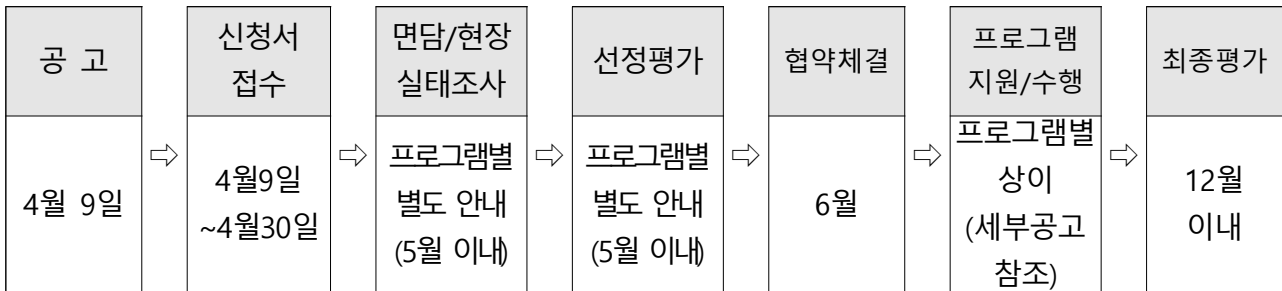 공 고
신청서
접수
면담/현장
실태조사
선정평가
협약체결
프로그램
지원/수행
최종평가
4월 9일
⇨
4월9일
~4월30일
⇨
프로그램별
별도 안내
(5월 이내)
⇨
프로그램별
별도 안내
(5월 이내)
⇨
6월
⇨
프로그램별
상이
(세부공고
참조)
⇨
12월
이내